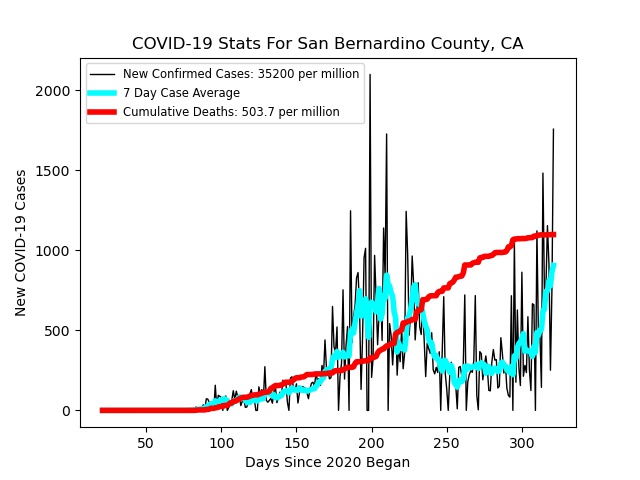 COVID-19 Stats For San Bernardino County, CA
New Confirmed Cases: 35200 per million
7 Day Case Average
Cumulative Deaths: 503.7 per million
New COVID-19 Cases
2000
1500
1000
500
0
50
100
150
200
250
300
Days Since 2020 Began